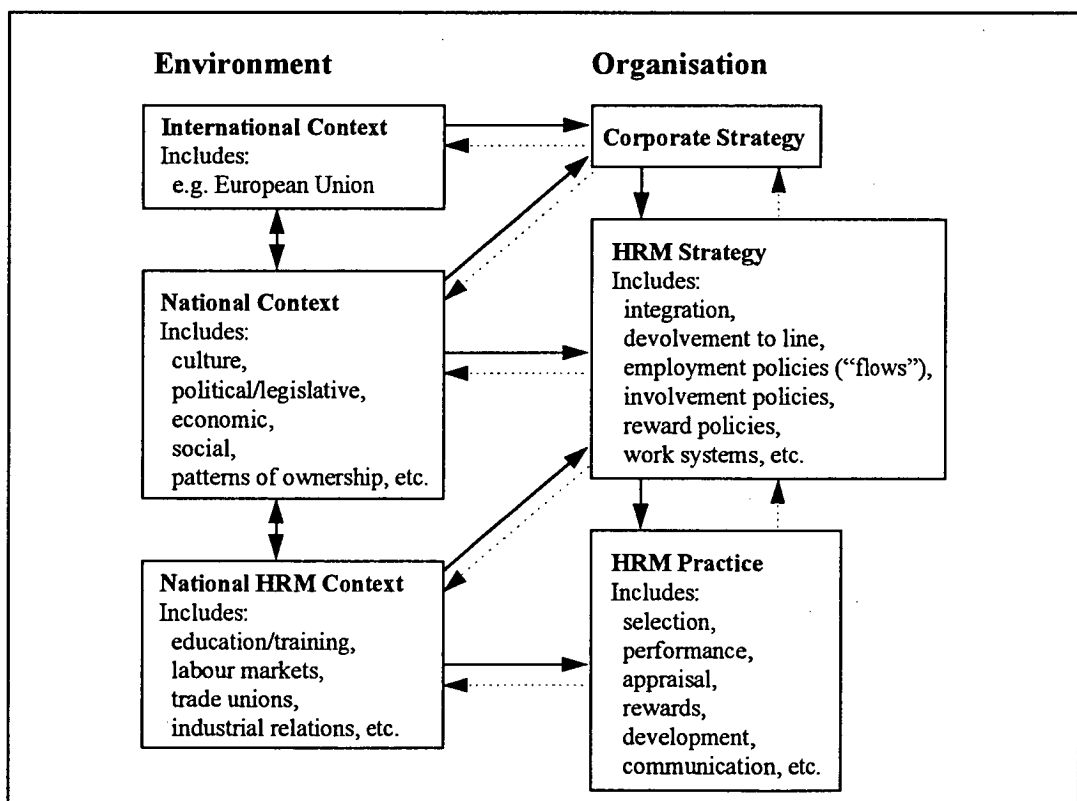 Environment
Organisation
International Context
Includes:
e.g. European Union
Corporate Strategy
National Context
Includes:
culture,
political/legislative,
economic,
social,
patterns of ownership, etc.
HRM Strategy
Includes:
integration,
devolvement to line,
employment policies (“flows”),
involvement policies,
reward policies,
work systems, etc.
National HRM Context
Includes:
education/training,
labour markets,
trade unions,
industrial relations, etc.
HRM Practice
Includes:
selection,
performance,
appraisal,
rewards,
development,
communication, etc.